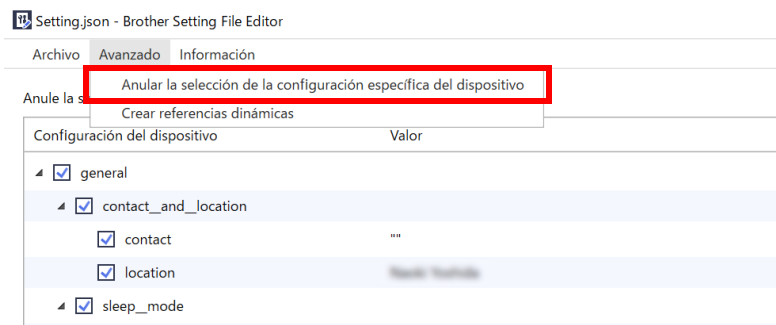 Setting.json - Brother Setting File Editor
Archivo Avanzado Información
Anular la selección de la configuración específica del dispositivo
Anule la s
Crear referencias dinámicas
Configuración del dispositivo Valor
general
contact__and__location
contact ""
location
sleep__mode